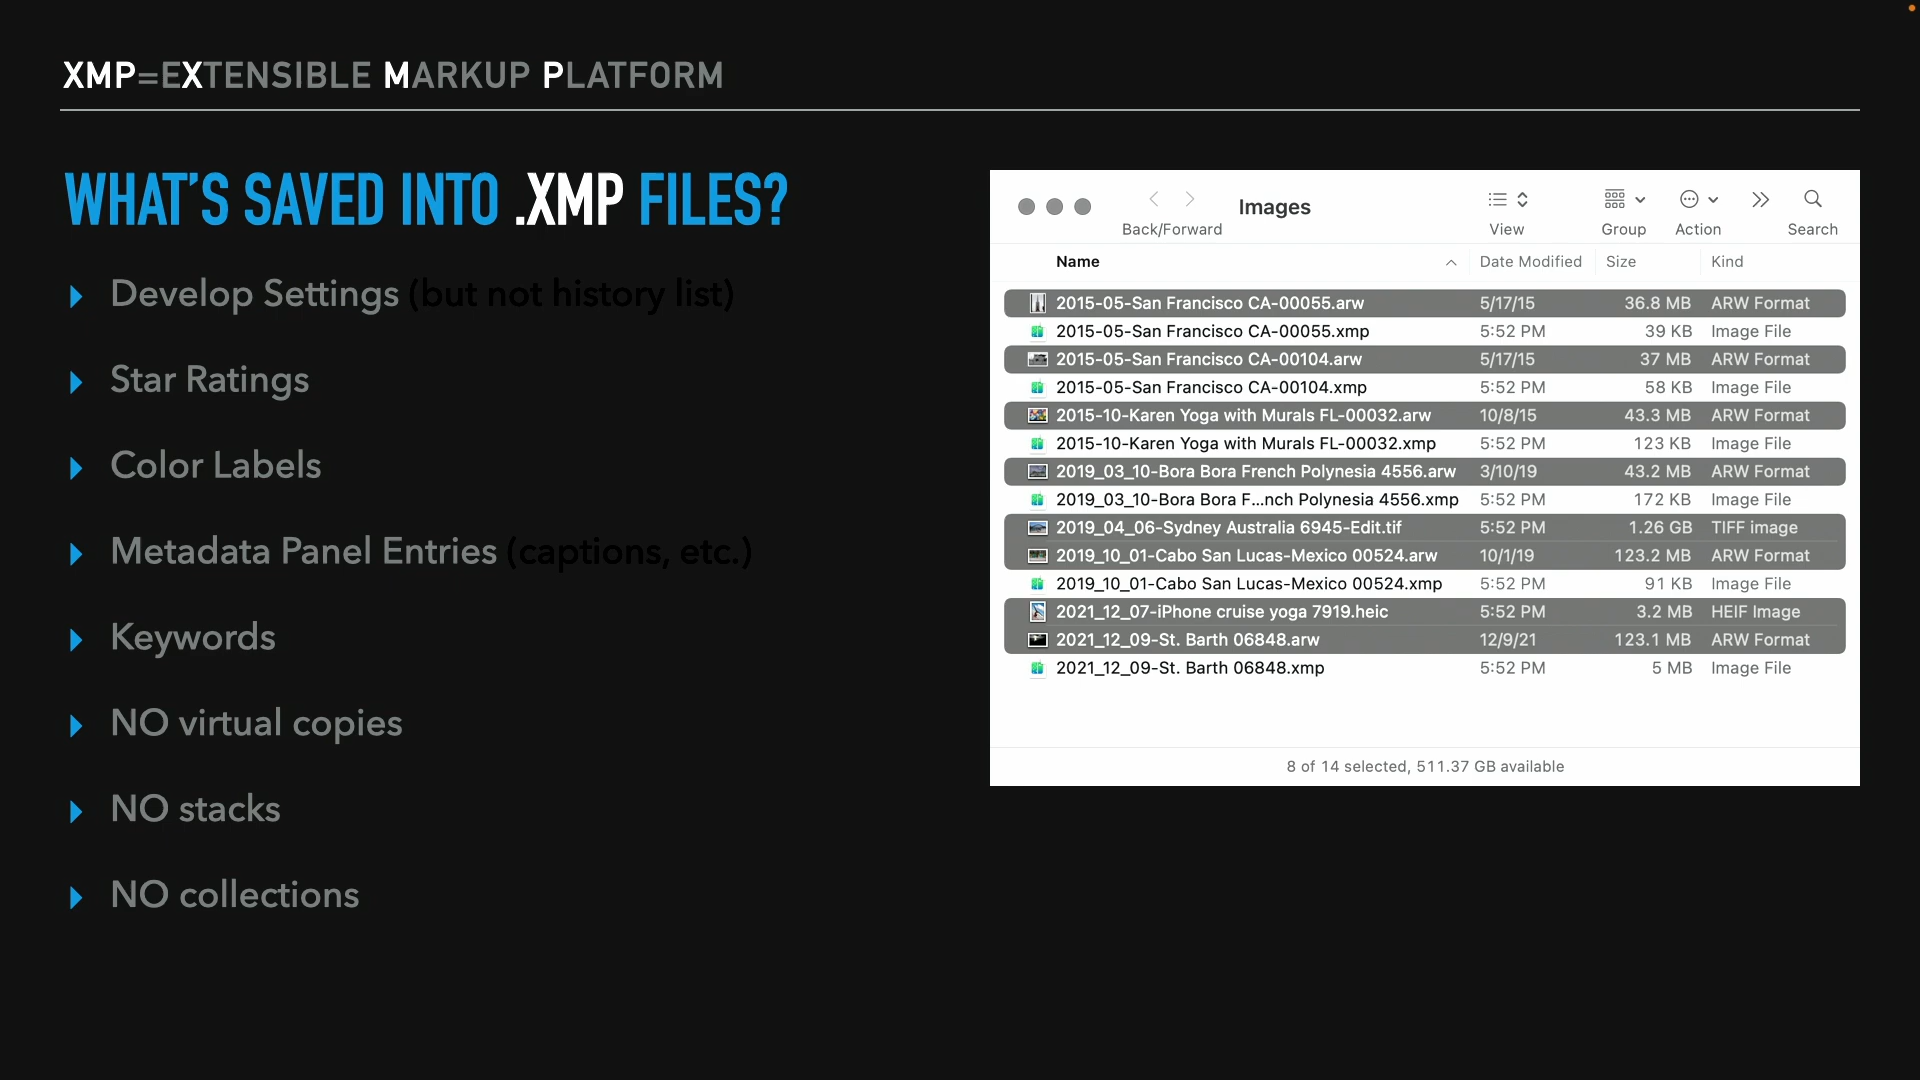 XMP=EXTENSIBLE MARKUP PLATFORM
WHAT'S SAVED INTO .XMP FILES?
Develop Settings (but not history list)
Star Ratings
Color Labels
Metadata Panel Entries (captions, etc.)
Keywords
NO virtual copies
NO stacks
NO collections
Images
Back/Forward View Group Action Search
Name Date Modified Size Kind
2015-05-San Francisco CA-00055.arw 5/17/15 36.8 MB ARW Format
2015-05-San Francisco CA-00055.xmp 5:52 PM 39 KB Image File
2015-05-San Francisco CA-00104.arw 5/17/15 37 MB ARW Format
2015-05-San Francisco CA-00104.xmp 5:52 PM 58 KB Image File
2015-10-Karen Yoga with Murals FL-00032.arw 10/8/15 43.3 MB ARW Format
2015-10-Karen Yoga with Murals FL-00032.xmp 5:52 PM 123 KB Image File
2019_03_10-Bora Bora French Polynesia 4556.arw 3/10/19 43.2 MB ARW Format
2019_03_10-Bora Bora F...nch Polynesia 4556.xmp 5:52 PM 172 KB Image File
2019_04_06-Sydney Australia 6945-Edit.tif 5:52 PM 1.26 GB TIFF image
2019_10_01-Cabo San Lucas-Mexico 00524.arw 10/1/19 123.2 MB ARW Format
2019_10_01-Cabo San Lucas-Mexico 00524.xmp 5:52 PM 91 KB Image File
2021_12_07-iPhone cruise yoga 7919.heic 5:52 PM 3.2 MB HEIF Image
2021_12_09-St. Barth 06848.arw 12/9/21 123.1 MB ARW Format
2021_12_09-St. Barth 06848.xmp 5:52 PM 5 MB Image File
8 of 14 selected, 511.37 GB available